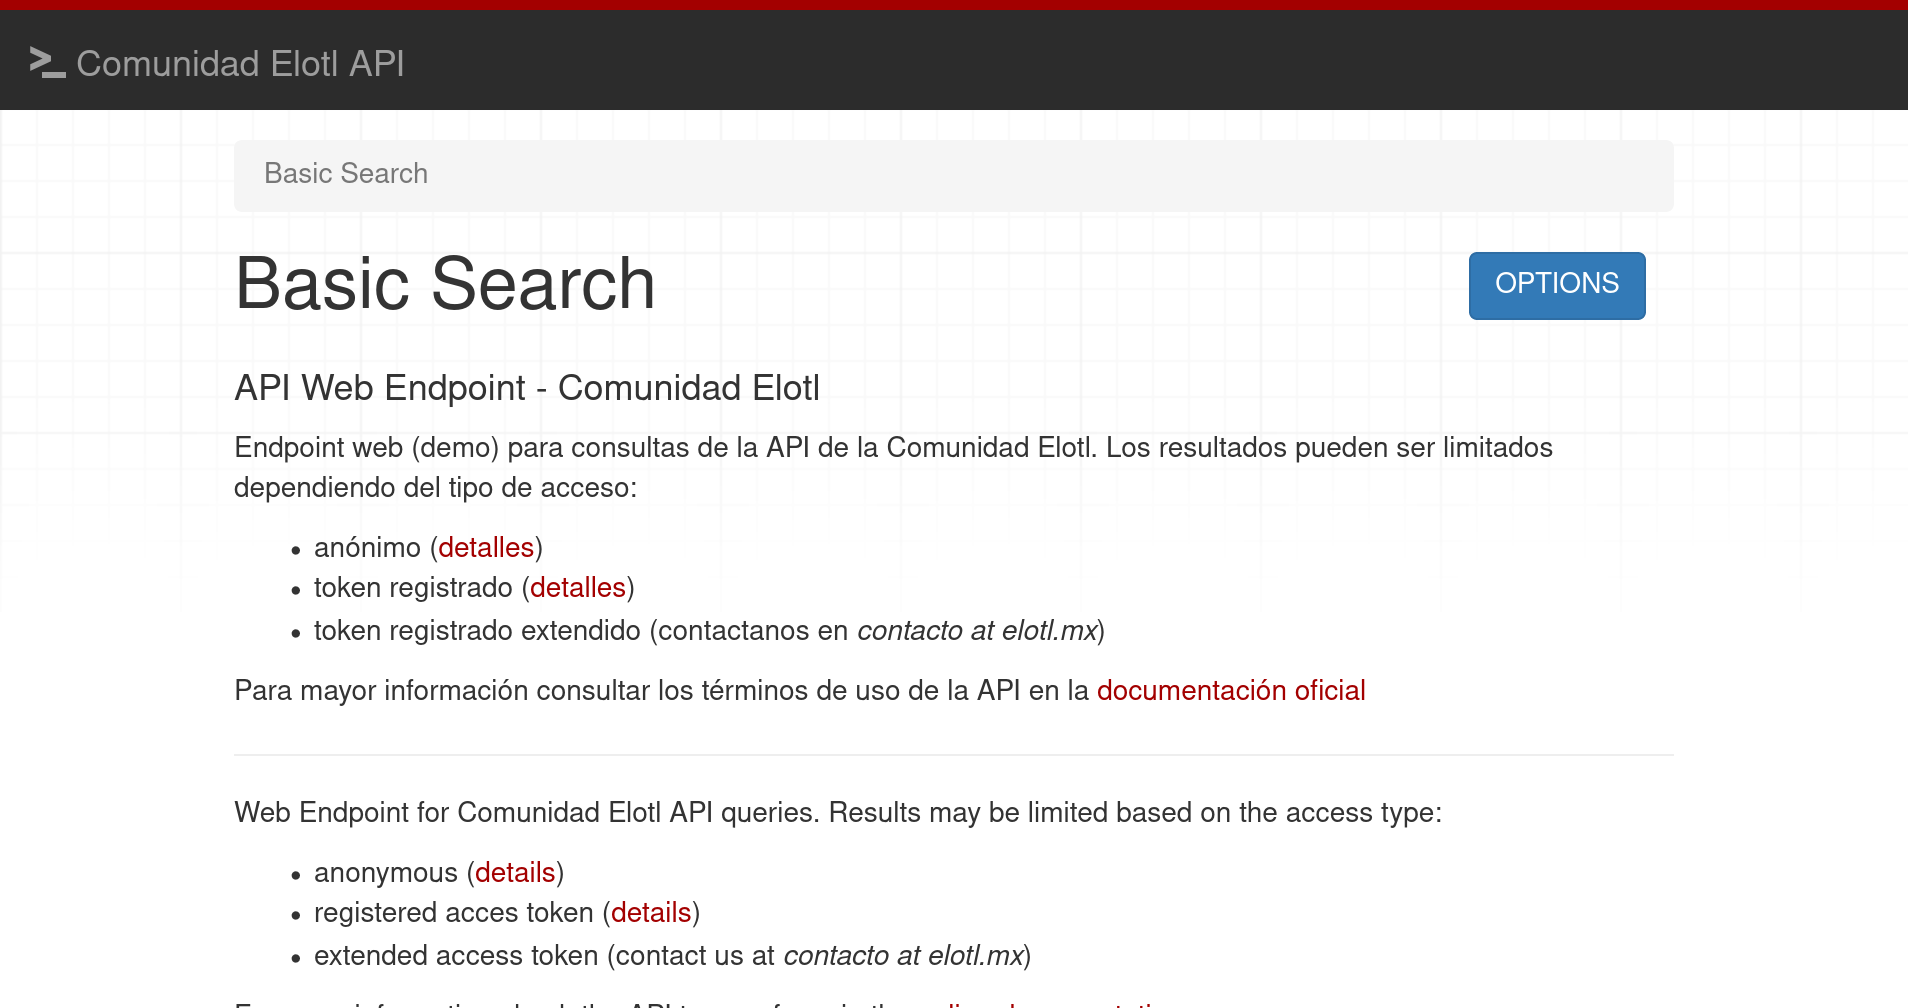 Comunidad Elotl API
Basic Search
Basic Search
OPTIONS
API Web Endpoint - Comunidad Elotl
Endpoint web (demo) para consultas de la API de la Comunidad Elotl. Los resultados pueden ser limitados
dependiendo del tipo de acceso:
• anónimo (detalles)
• token registrado (detalles)
• token registrado extendido (contactanos en contacto at elotl.mx)
Para mayor información consultar los términos de uso de la API en la documentación oficial
Web Endpoint for Comunidad Elotl API queries. Results may be limited based on the access type:
• anonymous (details)
• registered acces token (details)
• extended access token (contact us at contacto at elotl.mx)